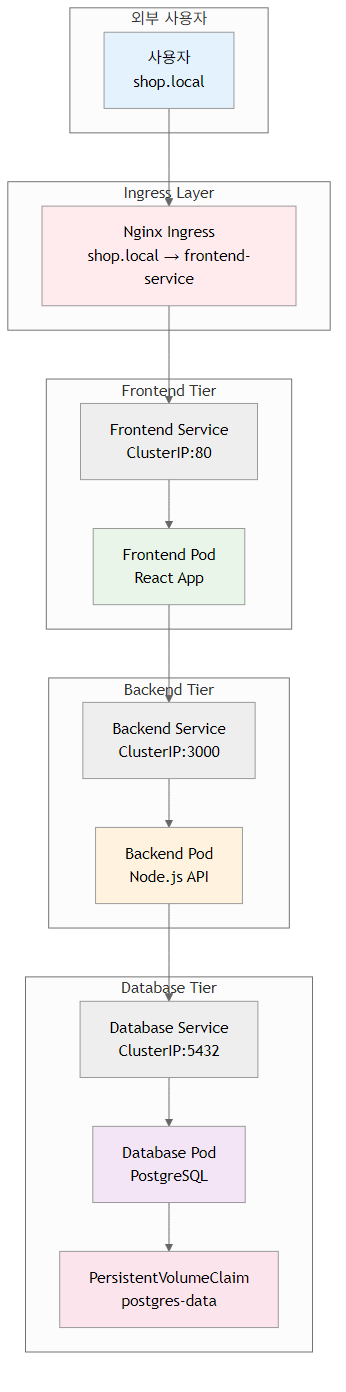 외부 사용자
사용자
shop.local
Ingress Layer
Nginx Ingress
shop.local → frontend-
service
Frontend Tier
Frontend Service
ClusterIP:80
Frontend Pod
React App
Backend Tier
Backend Service
ClusterIP:3000
Backend Pod
Node.js API
Database Tier
Database Service
ClusterIP:5432
Database Pod
PostgreSQL
PersistentVolumeClaim
postgres-data